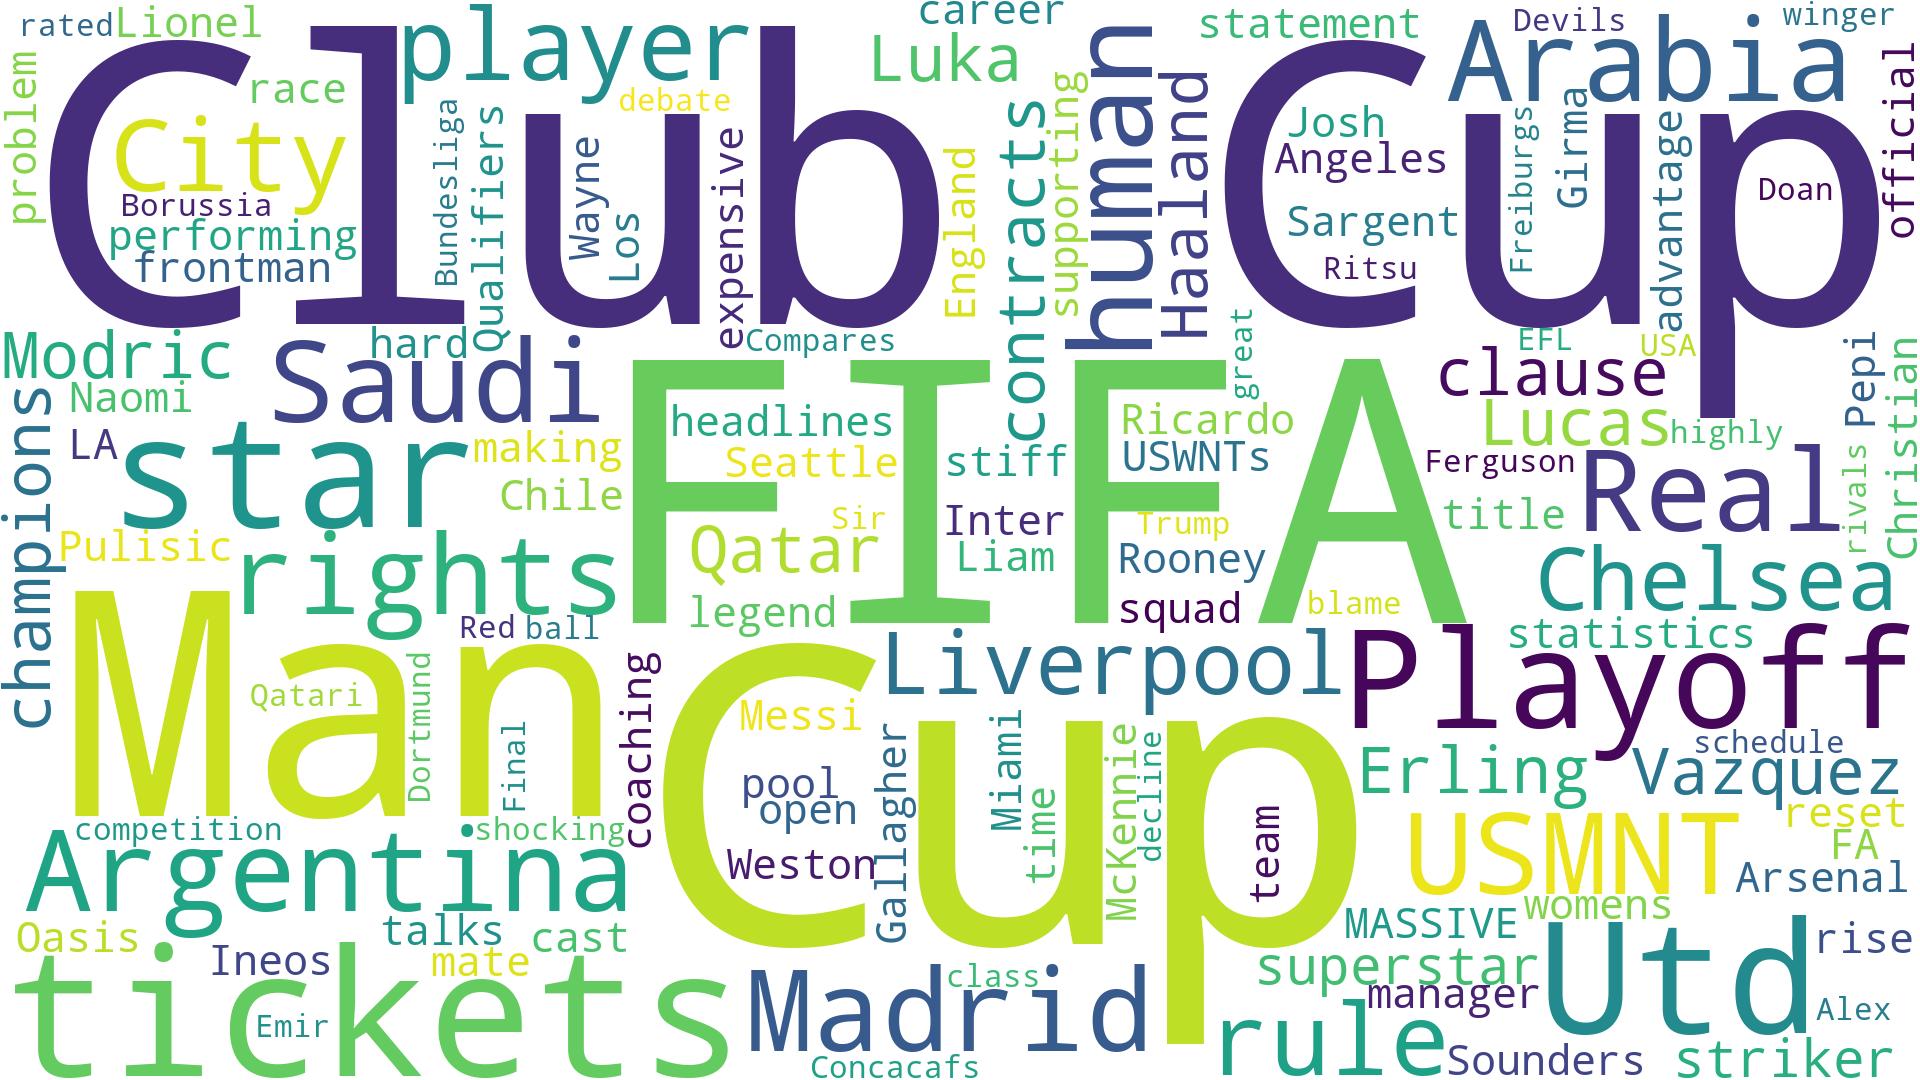 rated
Lionel
player
career
statement
Devils
winger
Club
Cup
Luka
Arabia
problem
race
debate
human
official
City
Bundesliga
Qualifiers
Wayne
Los
expensive
England
contracts
supporting
Haaland
Josh
Angeles
Freiburgs
Girma
advantage
Doan
Borussia
performing
frontman
Sargent
Ritsu
Modric
Saudi
hard
Compares
great
EFL
USA
Pepi
Christian
Naomi
FIFA
clause
champions
LA
star
making
headlines
Ricardo
Lucas
highly
Seattle
stiff
USWNTs
Ferguson
Real
rivals
Chile
Sir
Inter
Trump
title
Pulisic
rights
Qatar
Liam
Rooney
Chelsea
legend
squad
blame
Man
Red
ball
Liverpool
Playoff
statistics
Qatari
Dortmund
Final
coaching
Cup
Messi
Gallagher
Miami
time
McKennie
decline
team
schedule
pool
open
Erling
Vazquez
competition
shocking
Argentina
Weston
USMNT
reset
FA
Arsenal
Oasis
talks
cast
MASSIVE
womens
Utd
rise
Ineos
mate
tickets
Madrid
class
superstar
manager
Emir
Alex
rule
Concacafs
Sounders
striker